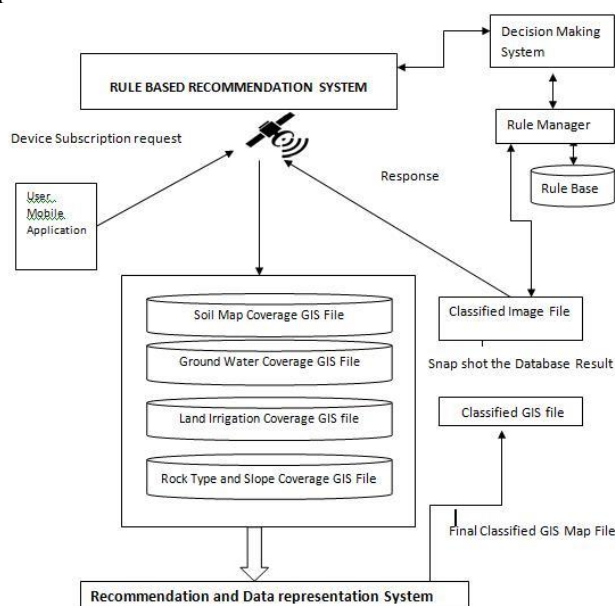 Decision Making
System
RULE BASED RECOMMENDATION SYSTEM
Rule Manager
Device Subscription request
Response
Rule Base
User
Mobile
Application
Soil Map Coverage GIS File
Classified Image File
Ground Water Coverage GIS File
Snap shot the Database Result
Land Irrigation Coverage GIS file
Classified GIS file
Rock Type and Slope Coverage GIS File
Final Classified GIS Map File
Recommendation and Data representation System